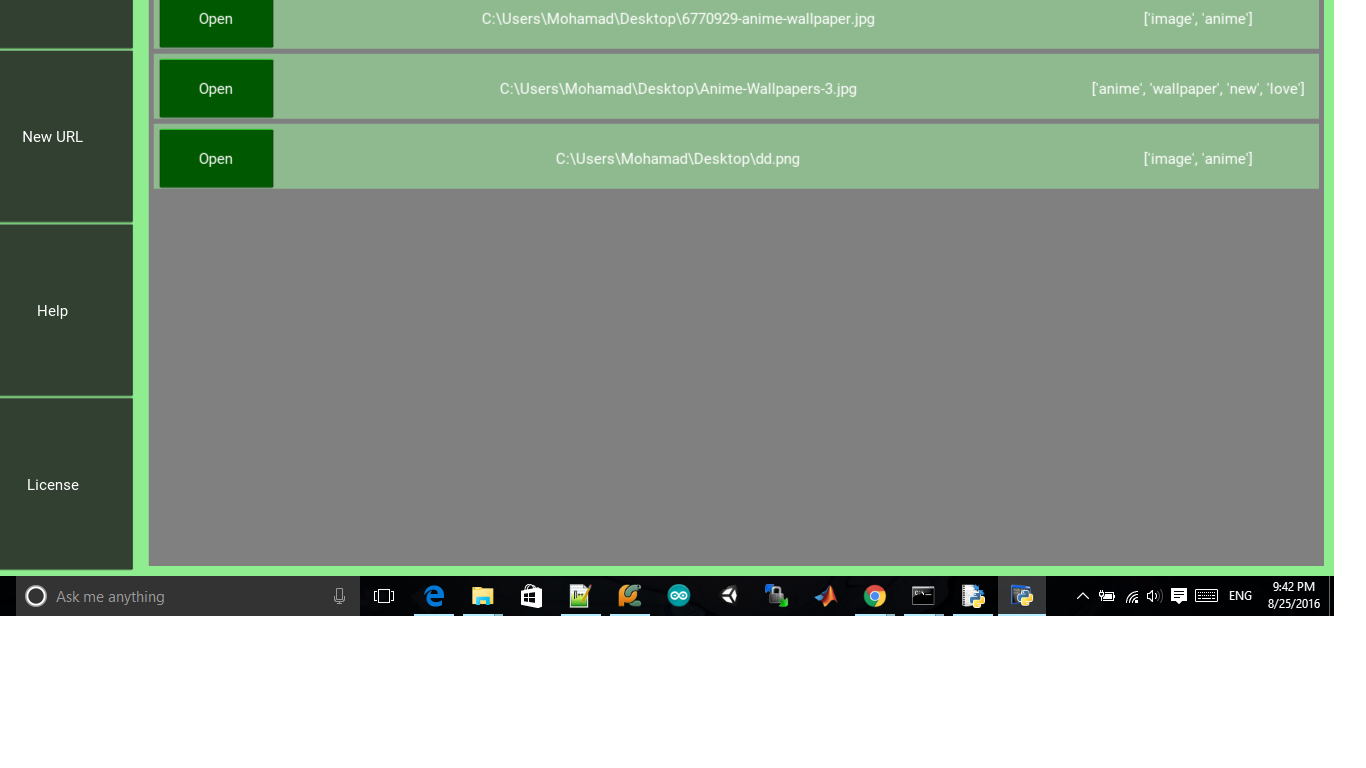 Open C:\Users\Mohamad\Desktop\6770929-anime-wallpaper.jpg ['image', 'anime']
Open C:\Users\Mohamad\Desktop\Anime-Wallpapers-3.jpg ['anime', 'wallpaper', 'new', 'love']
New URL
Open C:\Users\Mohamad\Desktop\dd.png ['image', 'anime']
Help
License
Ask me anything
ENG
9:42 PM
8/25/2016